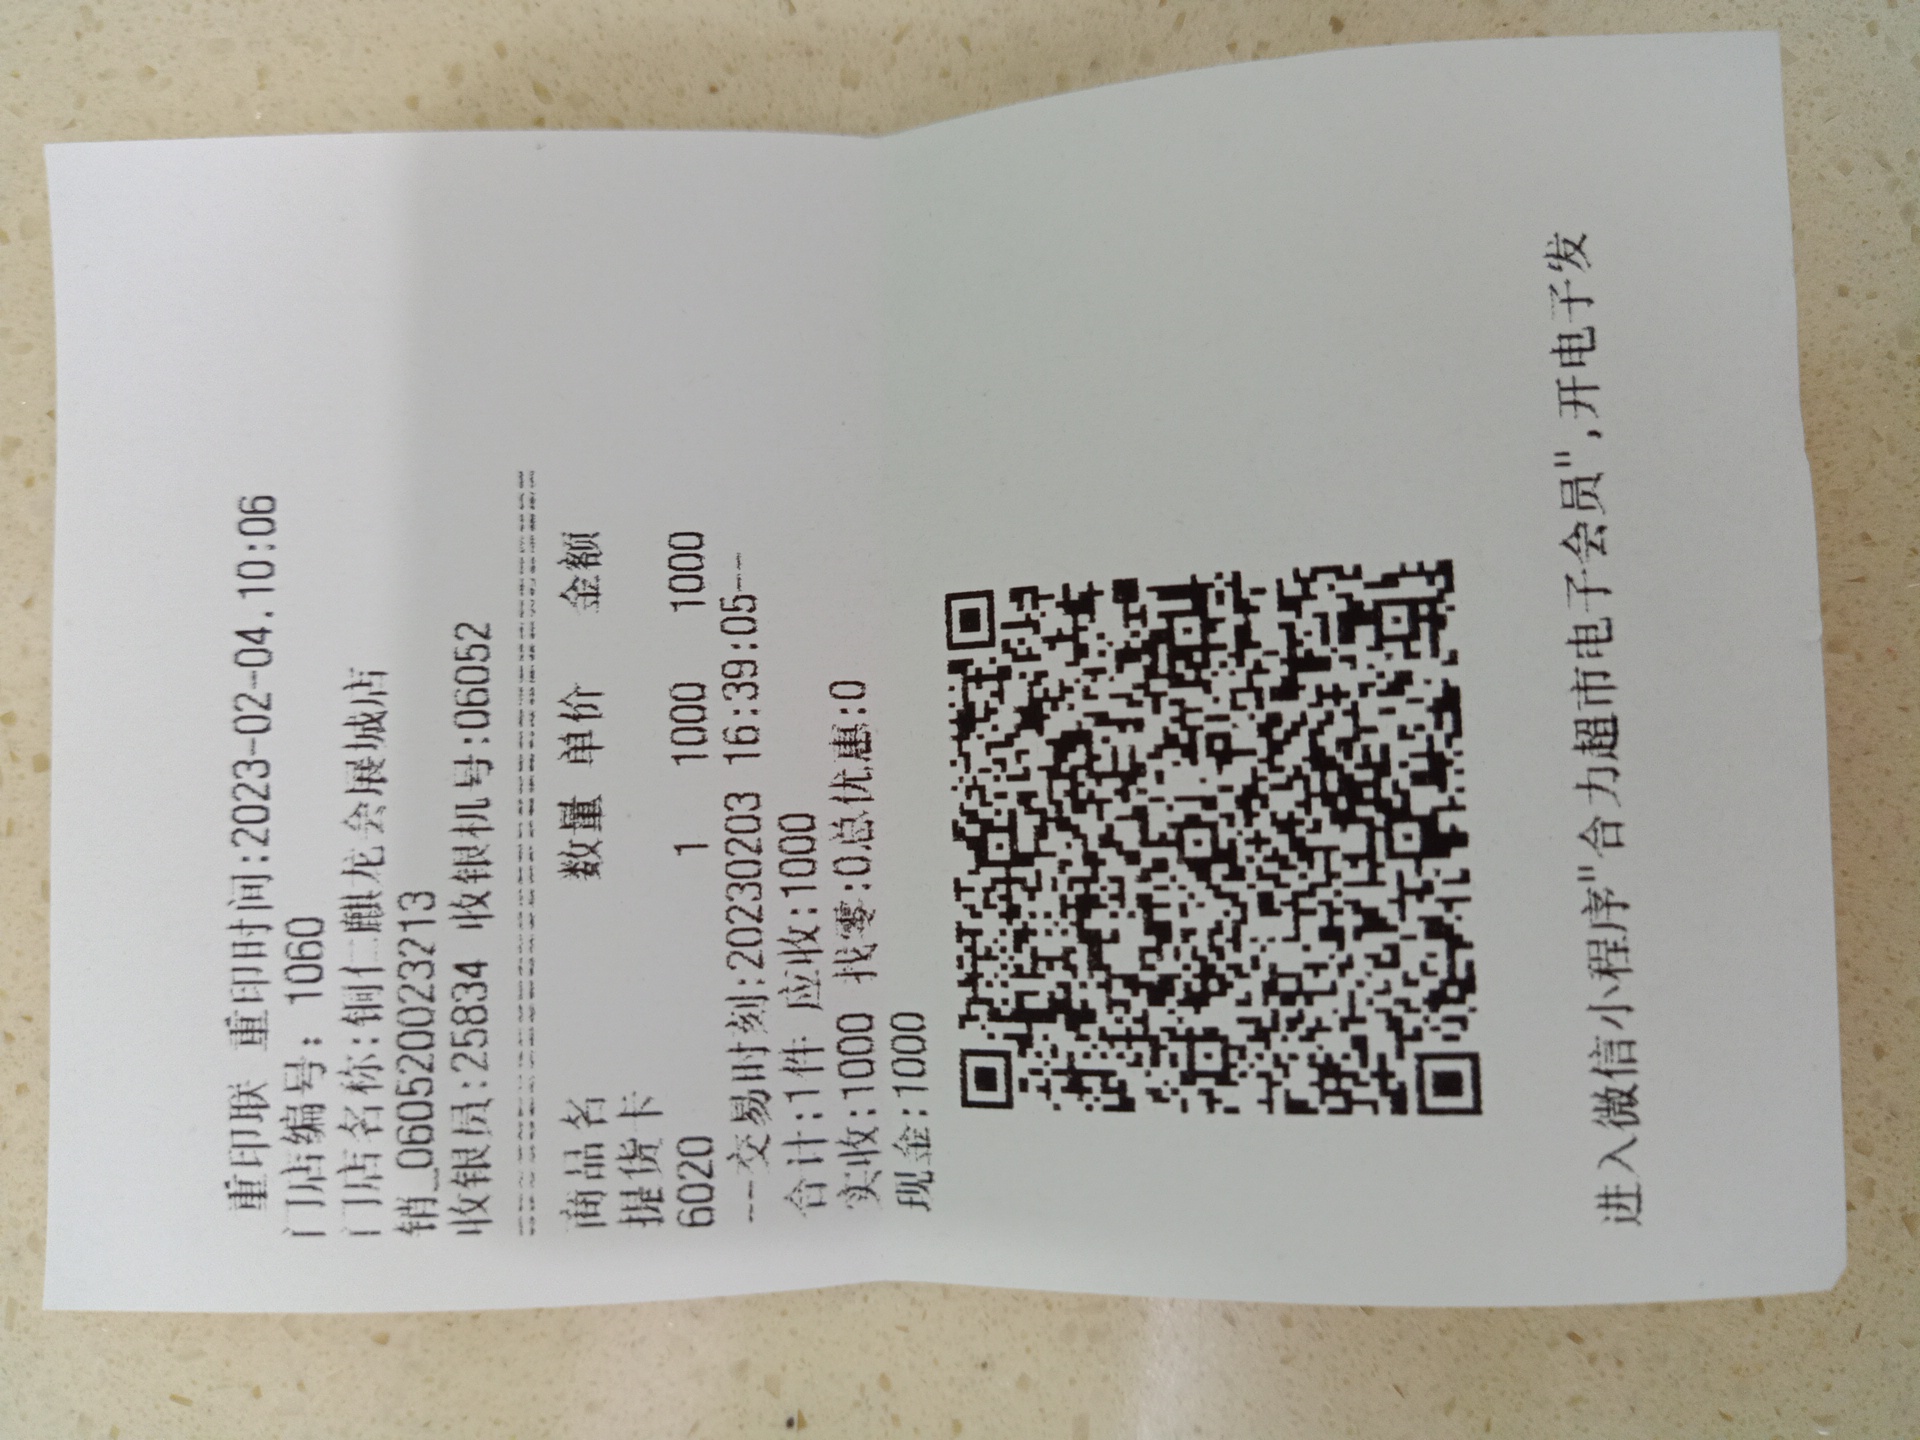 重印联 重印时间:2023-02-04.10:06
门店编号: 1060
门店名称:铜仁麒龙会展城店
销_0605200023213
收银员:25834 收银机号:06052
商品名 数量 单价 金额
提货卡
6020 1 1000 1000
--交易时刻:20230203 16:39:05--
合计:1件 应收:1000
实收:1000 找零:0总优惠:0
现金:1000
进入微信小程序"合力超市电子会员",开电子发